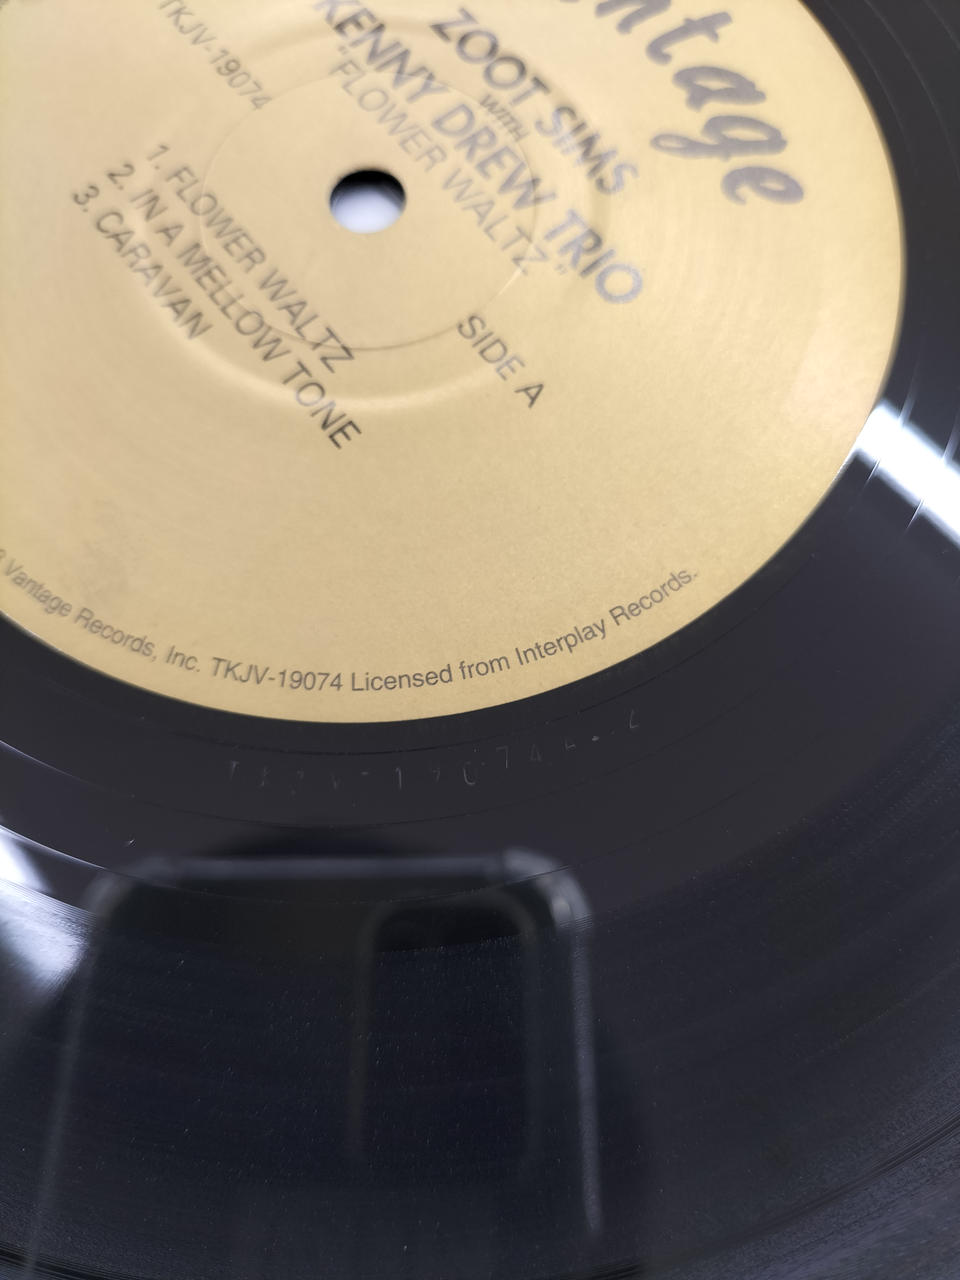 ntage
ZOOT SIMS
WITH
KENNY DREW TRIO
"FLOWER WALTZ"
TKJV-19074
SIDE A
1. FLOWER WALTZ
2. IN A MELLOW TONE
3. CARAVAN
Vantage Records, Inc. TKJV-19074 Licensed from Interplay Records.